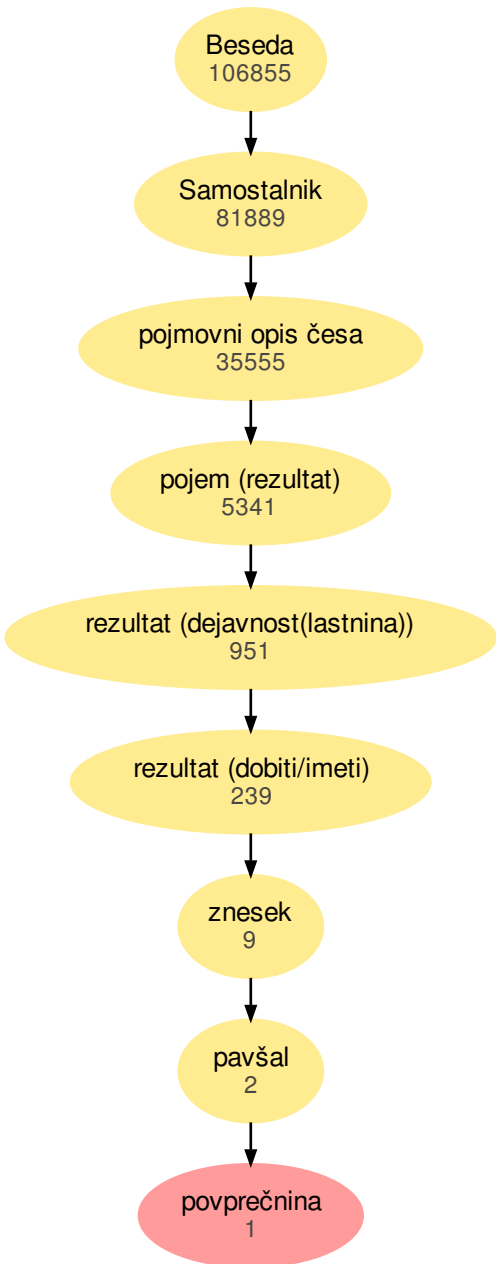 Beseda
106855
Samostalnik
81889
pojmovni opis česa
35555
pojem (rezultat)
5341
rezultat (dejavnost(lastnina))
951
rezultat (dobiti/imeti)
239
znesek
9
pavšal
2
povprečnina
1